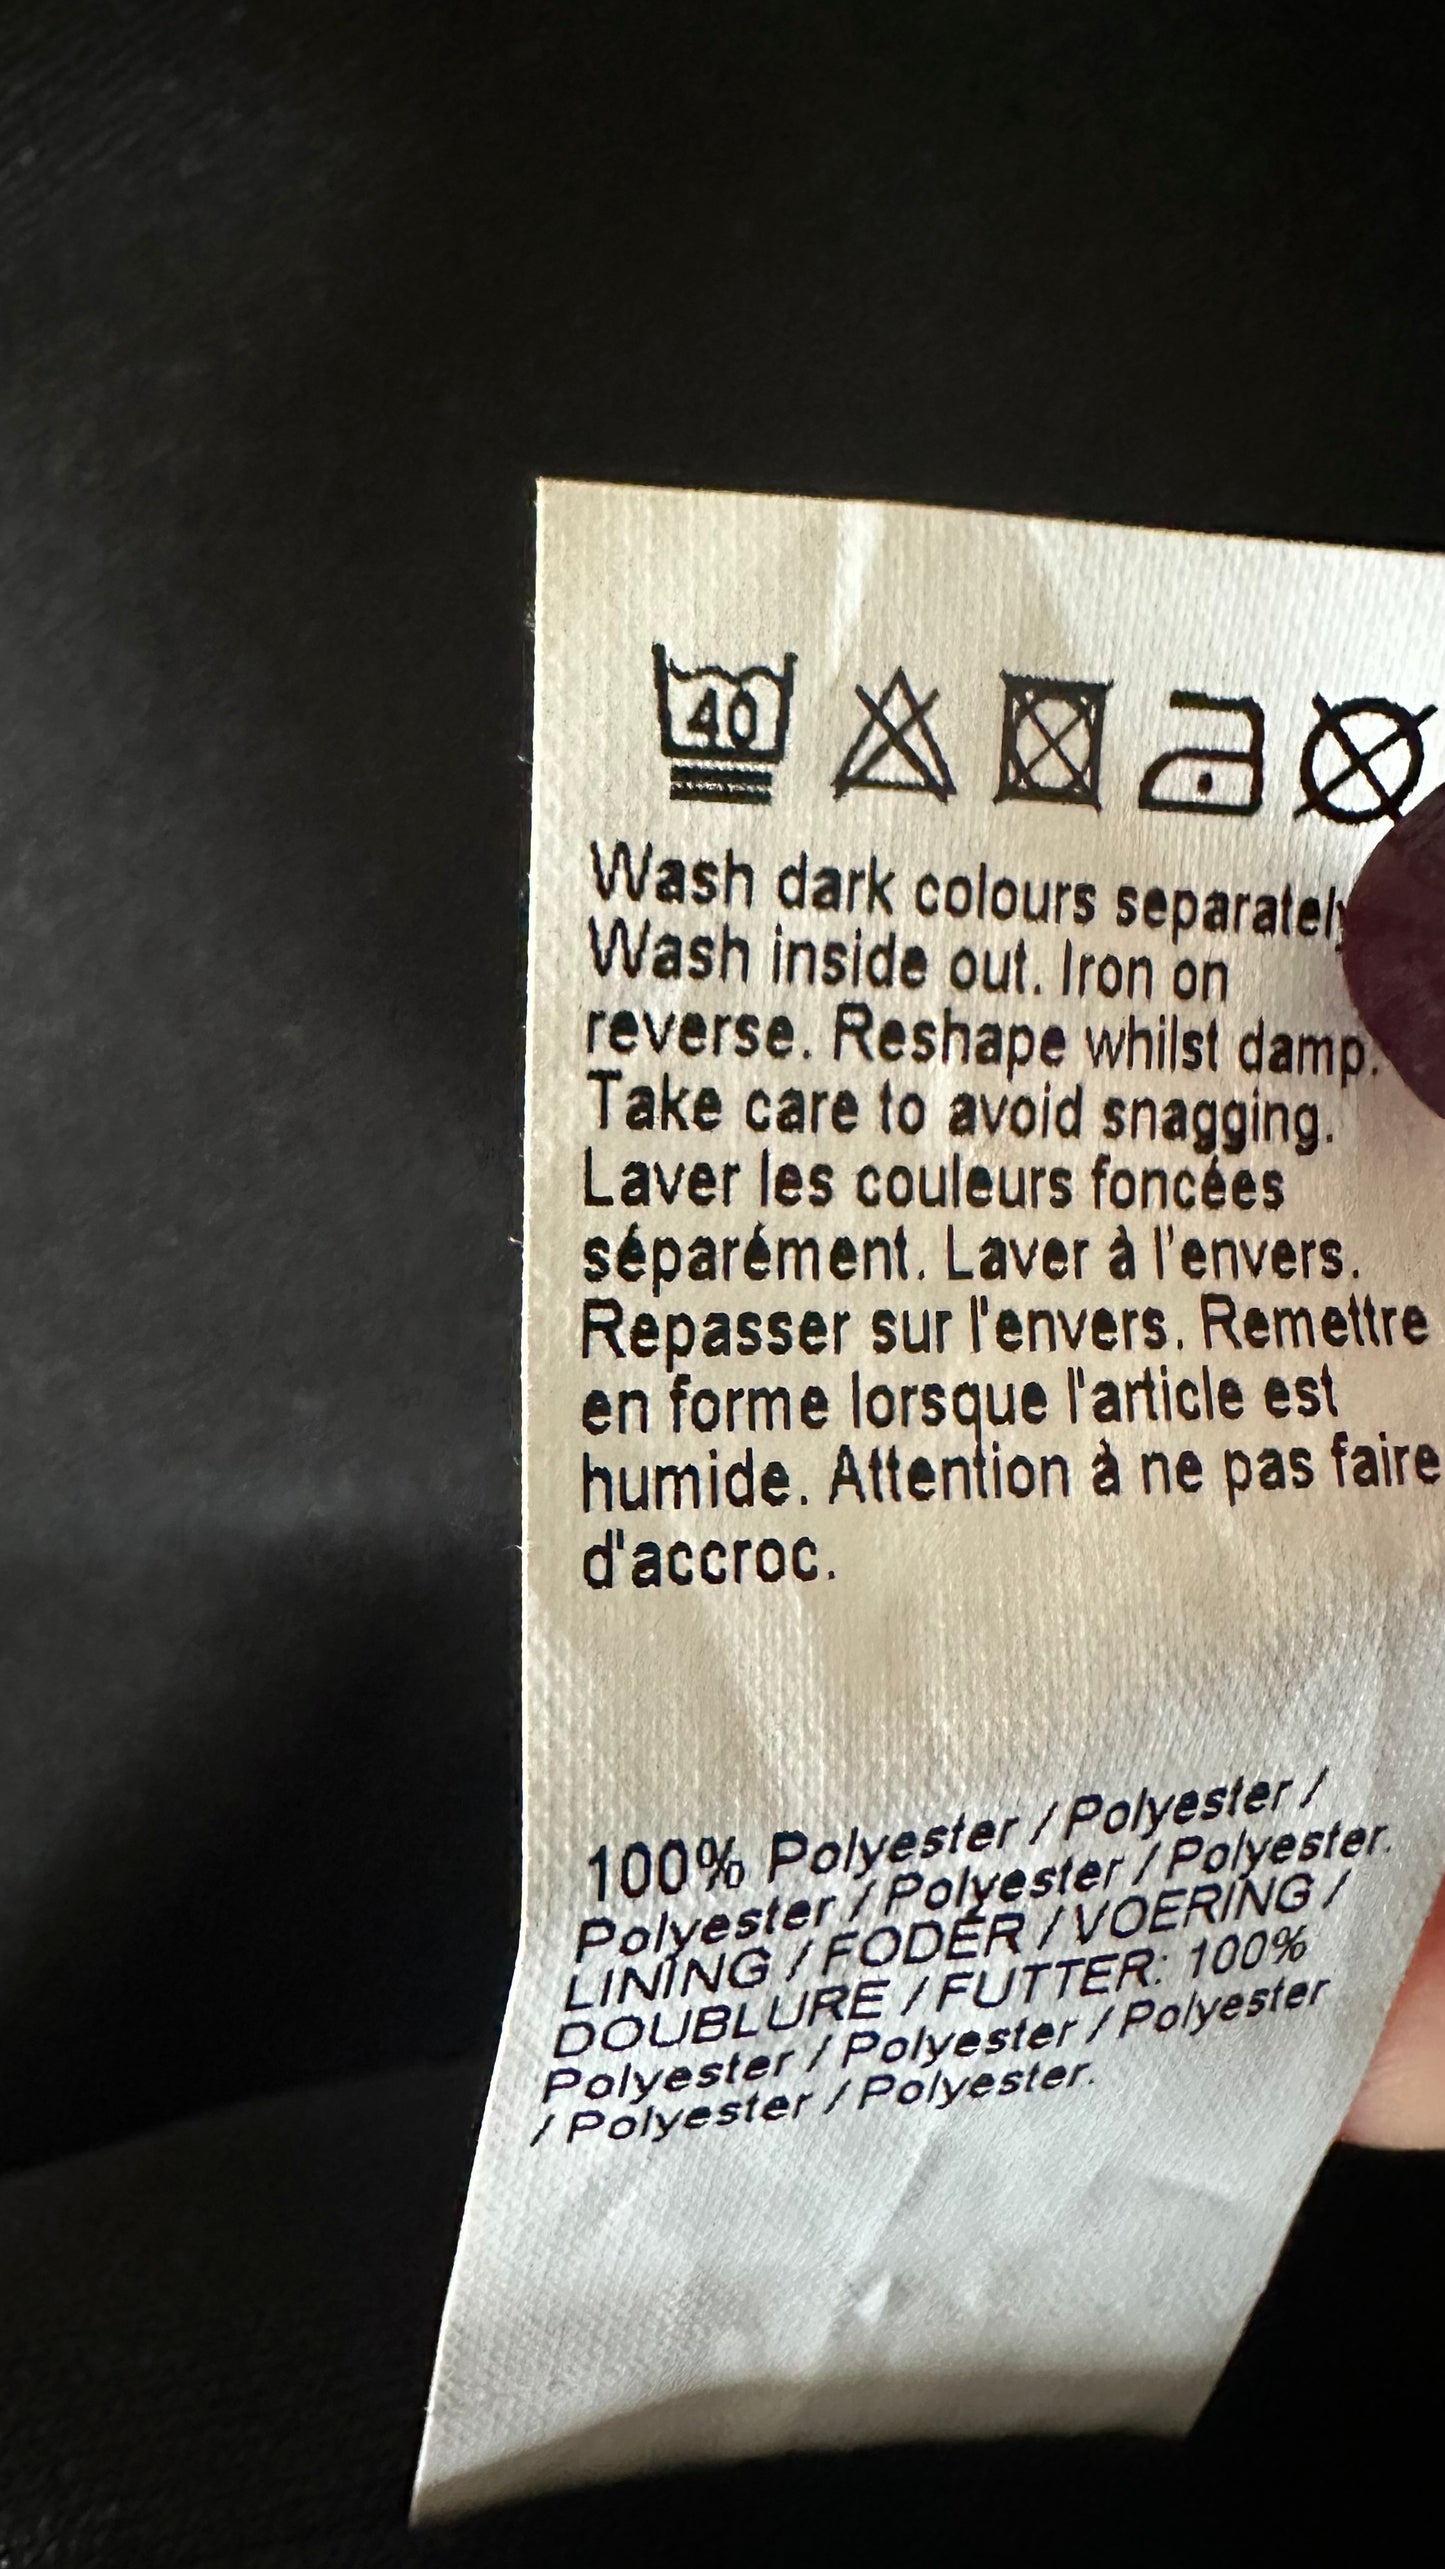 40
Wash dark colours separately
Wash inside out. Iron on
reverse. Reshape whilst damp.
Take care to avoid snagging.
Laver les couleurs foncées
séparément. Laver à l'envers.
Repasser sur l'envers. Remettre
en forme lorsque l'article est
humide. Attention à ne pas faire
d'accroc.
100% Polyester / Polyester /
Polyester / Polyester / Polyester.
LINING / FODER / VOERING /
DOUBLURE / FUTTER: 100%
Polyester / Polyester / Polyester
/ Polyester / Polyester.